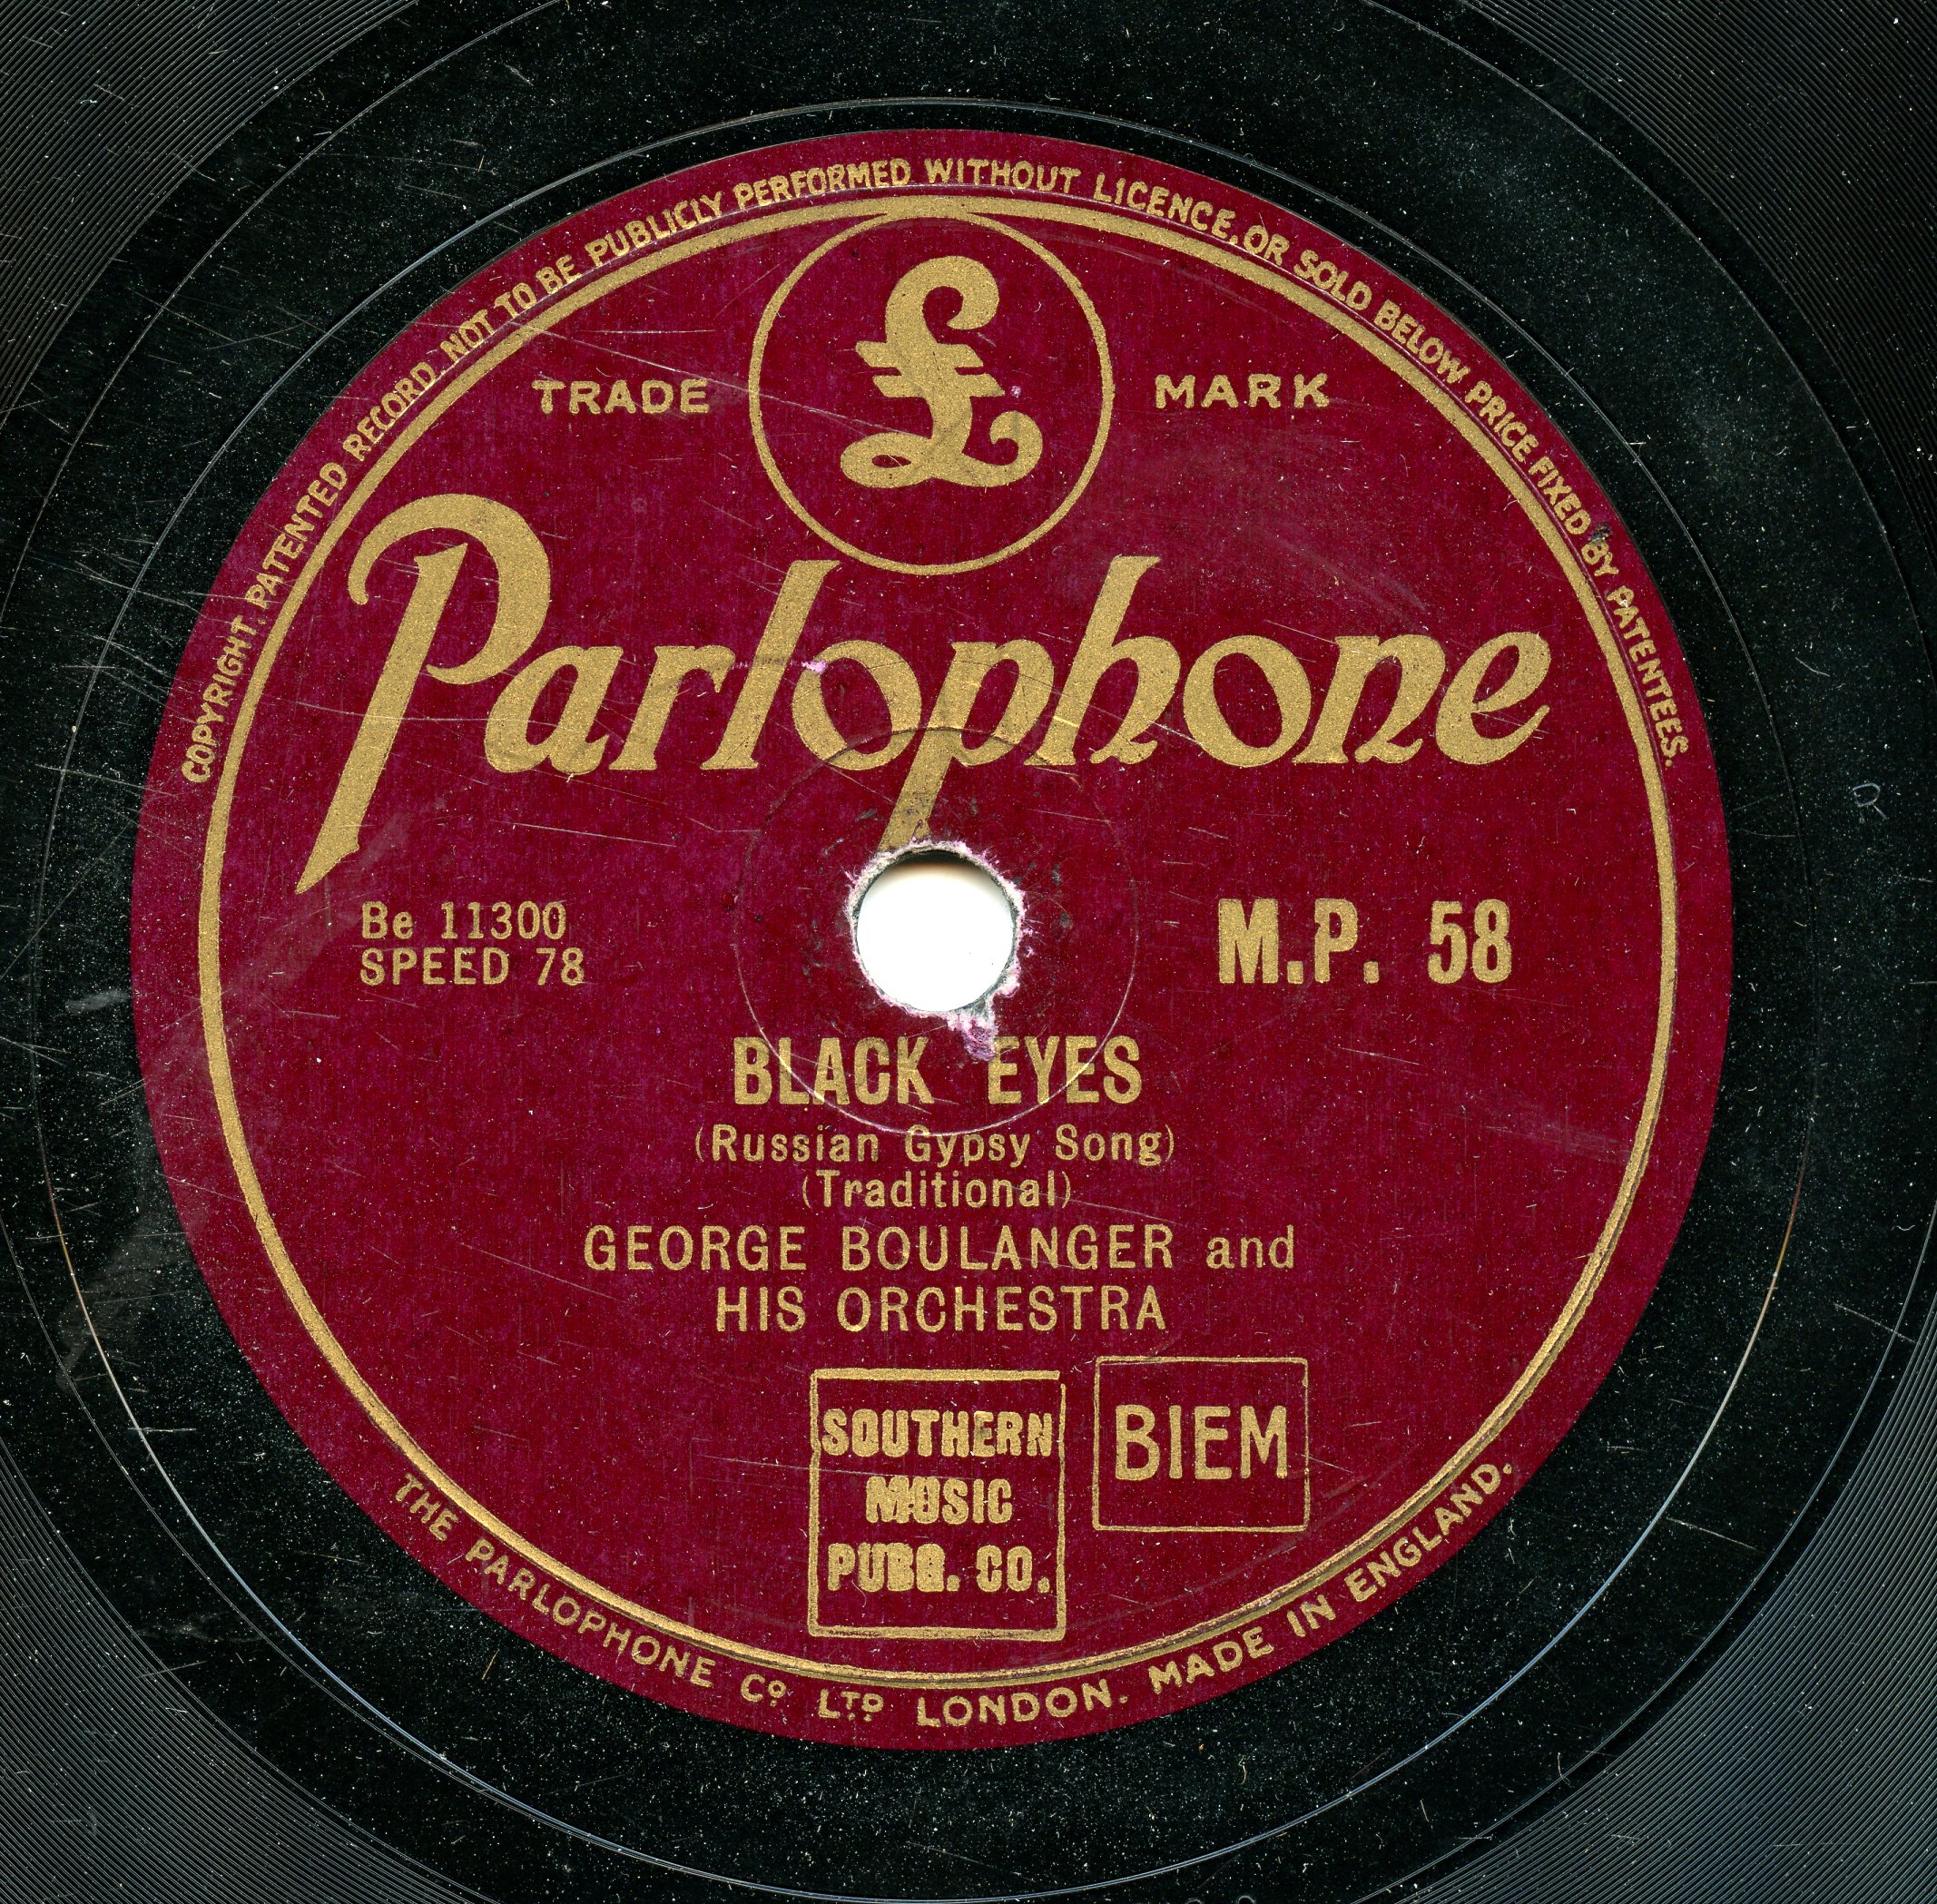 COPYRIGHT. PATENTED RECORD. NOT TO BE PUBLICLY PERFORMED WITHOUT LICENCE, OR SOLD BELOW PRICE FIXED BY PATENTEES.
£
TRADE MARK
Parlophone
Be 11300
SPEED 78
M.P. 58
BLACK EYES
(Russian Gypsy Song)
(Traditional)
GEORGE BOULANGER and
HIS ORCHESTRA
SOUTHERN
MUSIC
PUBG. CO.
BIEM
THE PARLOPHONE Cº LTD LONDON. MADE IN ENGLAND.
R